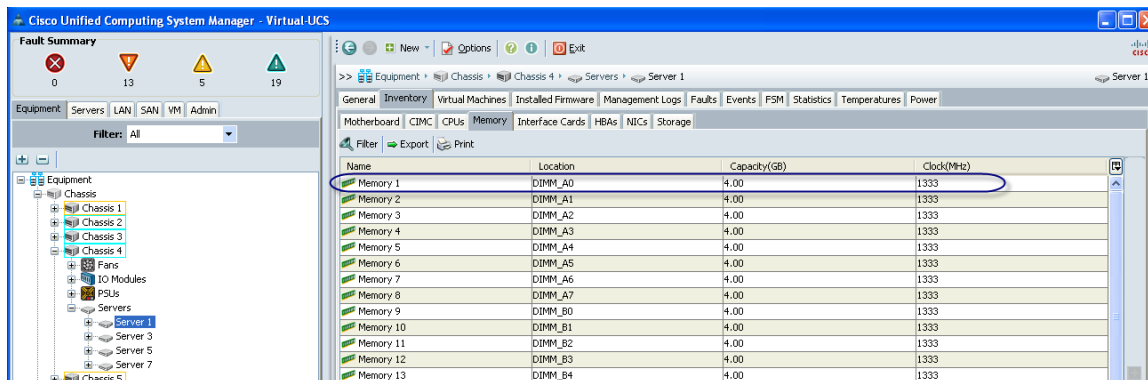 Cisco Unified Computing System Manager - Virtual-UCS
Fault Summary
0 13 5 19
Equipment Servers LAN SAN VM Admin
Filter: All
Equipment
Chassis
Chassis 1
Chassis 2
Chassis 3
Chassis 4
Fans
IO Modules
PSUs
Servers
Server 1
Server 3
Server 5
Server 7
Chassis 5
New Options Exit
CISCO
>> Equipment Chassis Chassis 4 Servers Server 1 Server 1
General Inventory Virtual Machines Installed Firmware Management Logs Faults Events FSM Statistics Temperatures Power
Motherboard CIMC CPUs Memory Interface Cards HBAs NICs Storage
Filter Export Print
Name Location Capacity(GB) Clock(MHz)
Memory 1 DIMM_A0 4.00 1333
Memory 2 DIMM_A1 4.00 1333
Memory 3 DIMM_A2 4.00 1333
Memory 4 DIMM_A3 4.00 1333
Memory 5 DIMM_A4 4.00 1333
Memory 6 DIMM_A5 4.00 1333
Memory 7 DIMM_A6 4.00 1333
Memory 8 DIMM_A7 4.00 1333
Memory 9 DIMM_B0 4.00 1333
Memory 10 DIMM_B1 4.00 1333
Memory 11 DIMM_B2 4.00 1333
Memory 12 DIMM_B3 4.00 1333
Memory 13 DIMM_B4 4.00 1333